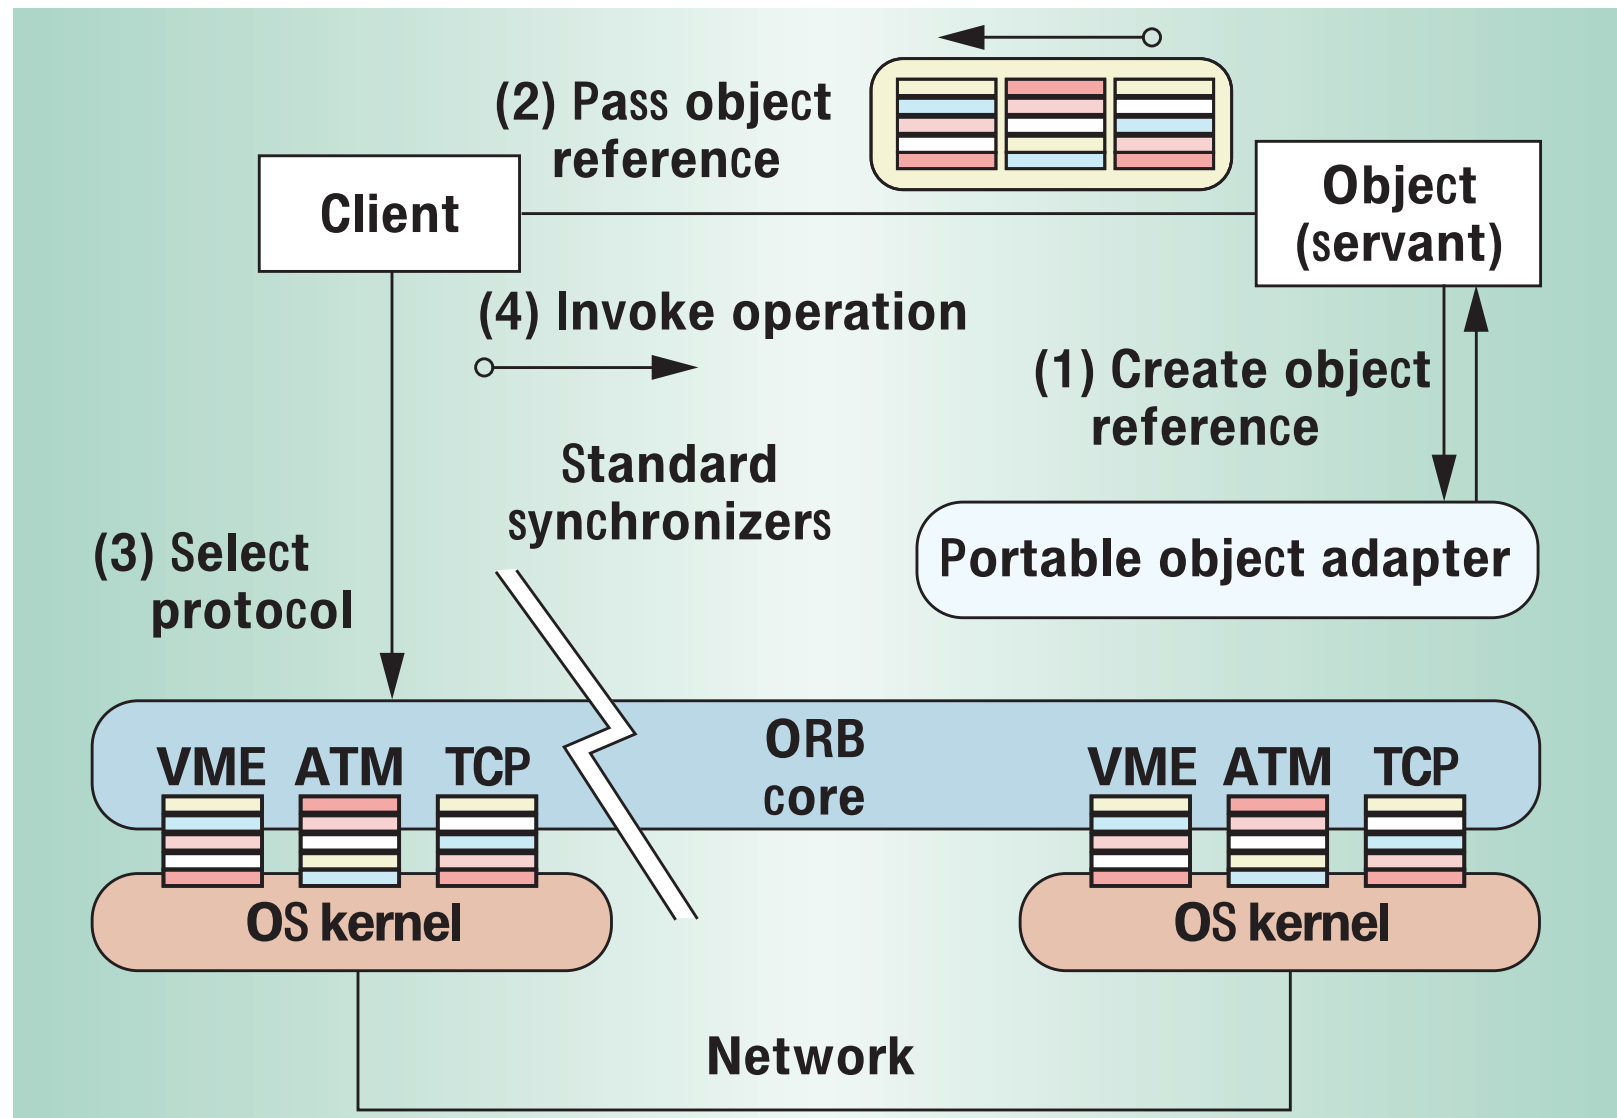 (2) Pass object
reference
Client
Object
(servant)
(4) Invoke operation
(1) Create object
reference
Standard
synchronizers
(3) Select
protocol
Portable object adapter
ORB
core
VME ATM TCP
VME ATM TCP
OS kernel
OS kernel
Network